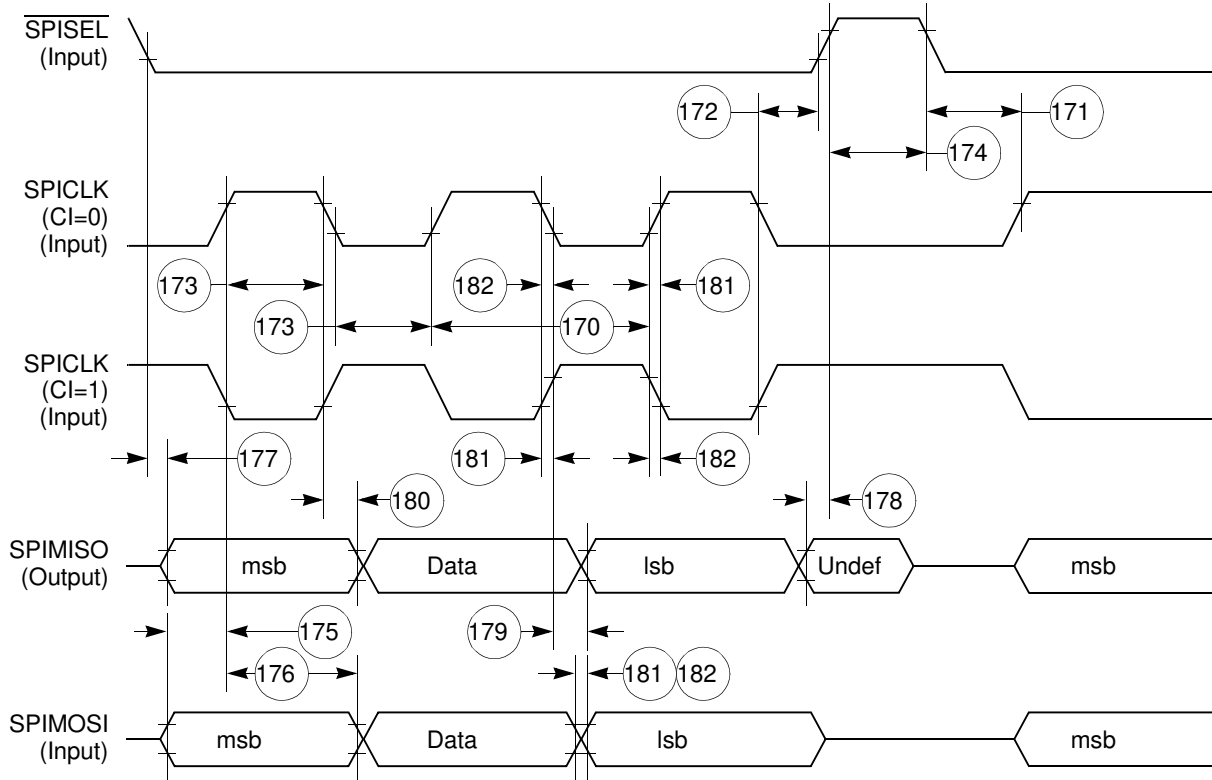 SPISEL
(Input)
172
171
174
SPICLK
(CI=0)
(Input)
173
182
181
173
170
SPICLK
(CI=1)
(Input)
177
181
182
180
178
SPIMISO
(Output)
msb
Data
lsb
Undef
msb
175
179
176
181
182
SPIMOSI
(Input)
msb
Data
lsb
msb